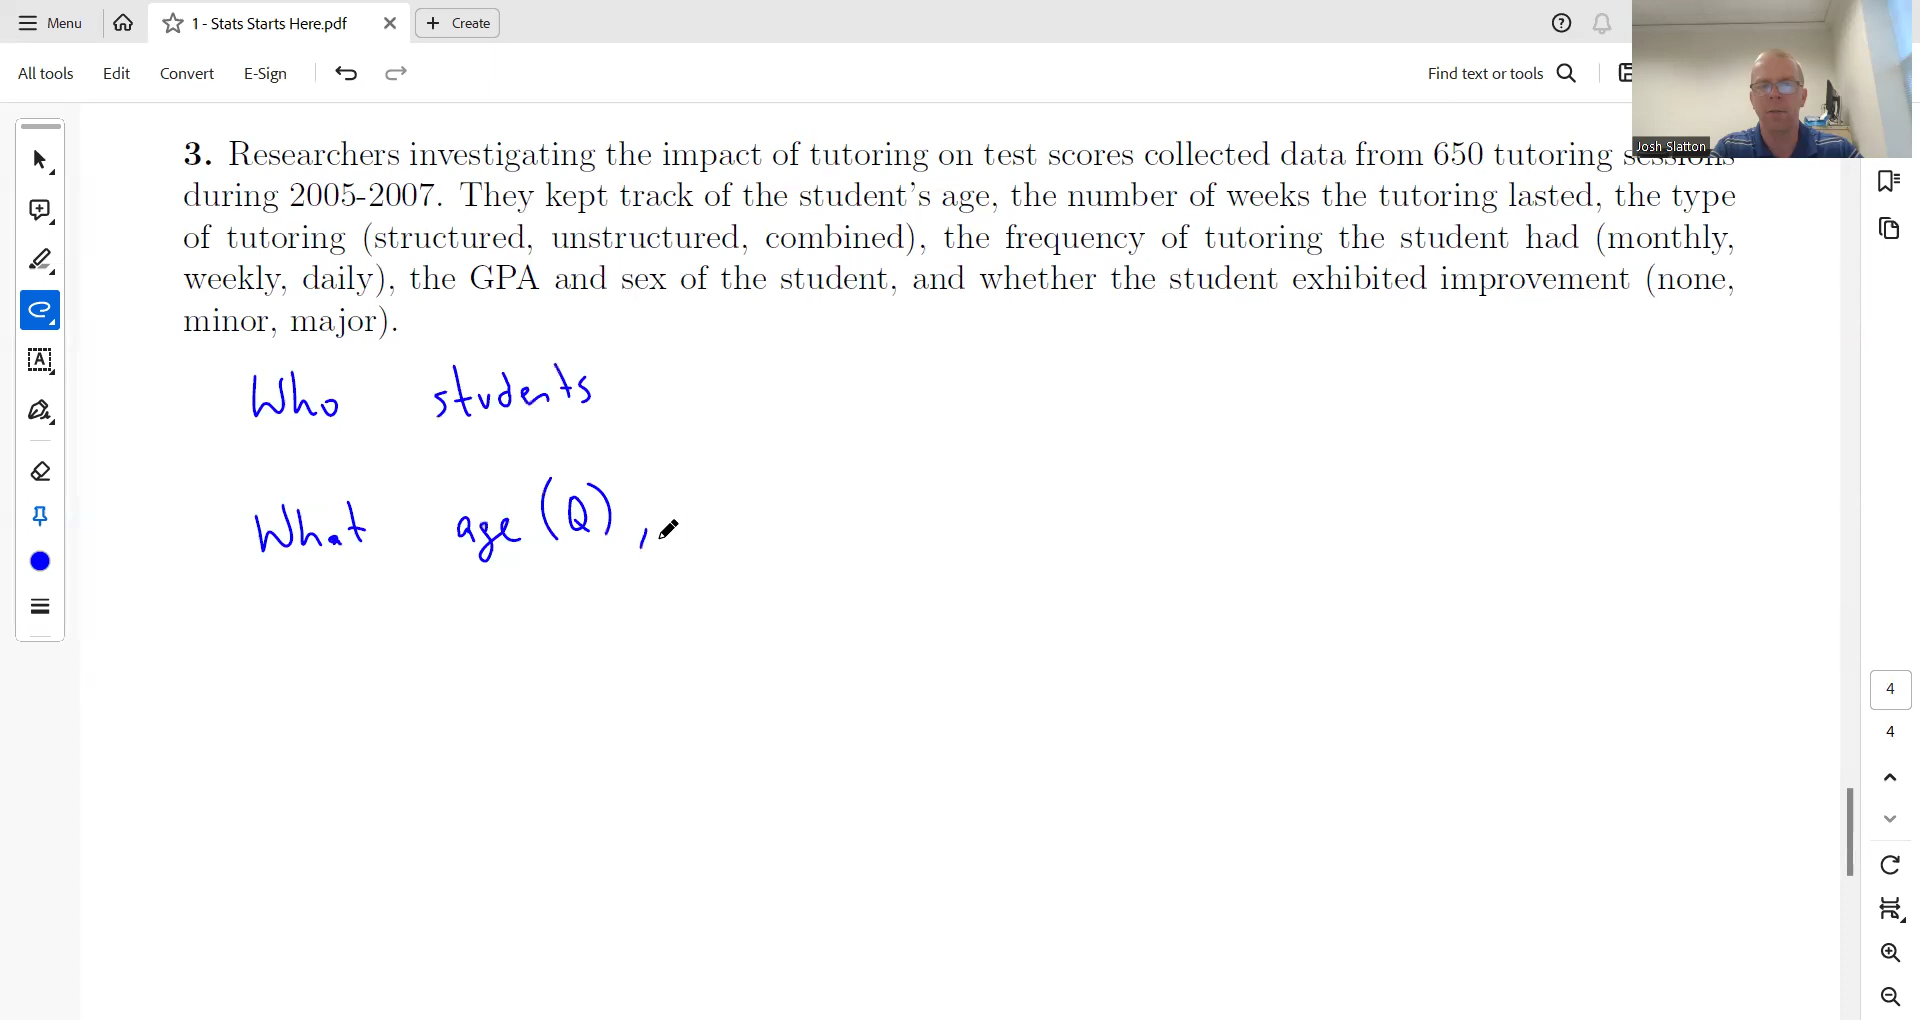 Menu
1 - Stats Starts Here.pdf
Create
All tools
Edit
Convert
E-Sign
Find text or tools
Josh Slatton
3. Researchers investigating the impact of tutoring on test scores collected data from 650 tutoring sessions
during 2005-2007. They kept track of the student's age, the number of weeks the tutoring lasted, the type
of tutoring (structured, unstructured, combined), the frequency of tutoring the student had (monthly,
weekly, daily), the GPA and sex of the student, and whether the student exhibited improvement (none,
minor, major).
Who students
What age (Q) ,
4
4